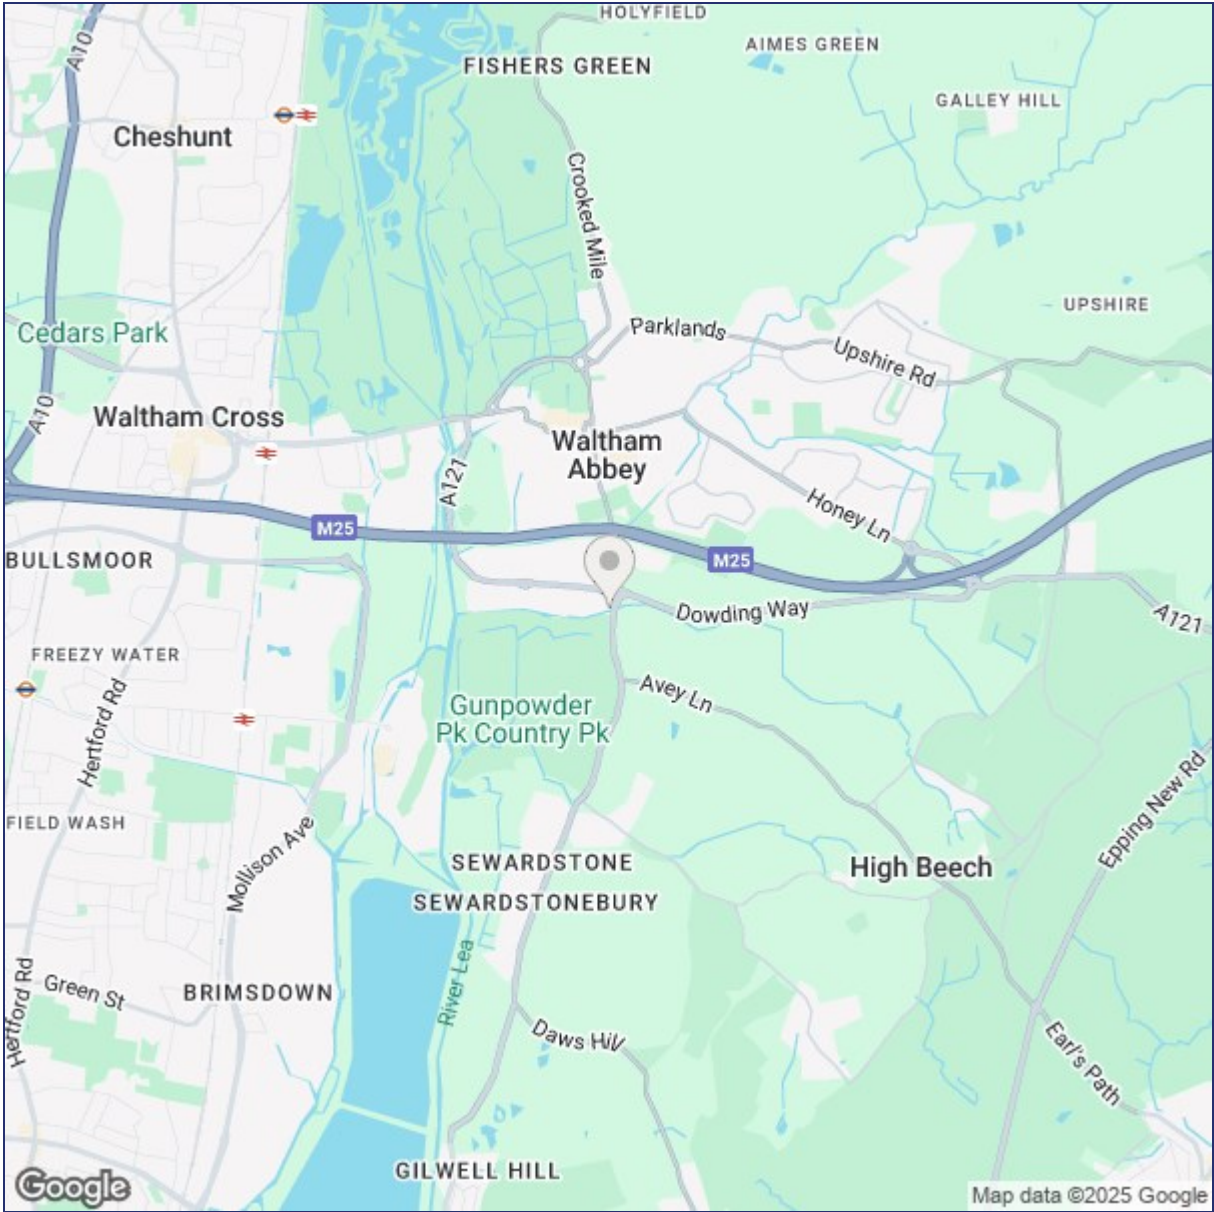 HOLYFIELD
A10
AIMES GREEN
FISHERS GREEN
GALLEY HILL
Cheshunt
Crooked Mile
UPSHIRE
Cedars Park
Parklands
Upshire Rd
A10
Waltham Cross
Waltham
Abbey
A121
Honey Ln
M25
M25
BULLSMOOR
Dowding Way
A121
FREEZY WATER
Avey Ln
Hertford Rd
Gunpowder
Pk Country Pk
Epping New Rd
FIELD WASH
Mollison Ave
SEWARDSTONE
High Beech
SEWARDSTONEBURY
River Lea
Green St
BRIMSDOWN
Hertford Rd
Daws Hill
Earl's Path
GILWELL HILL
Google
Map data ©2025 Google